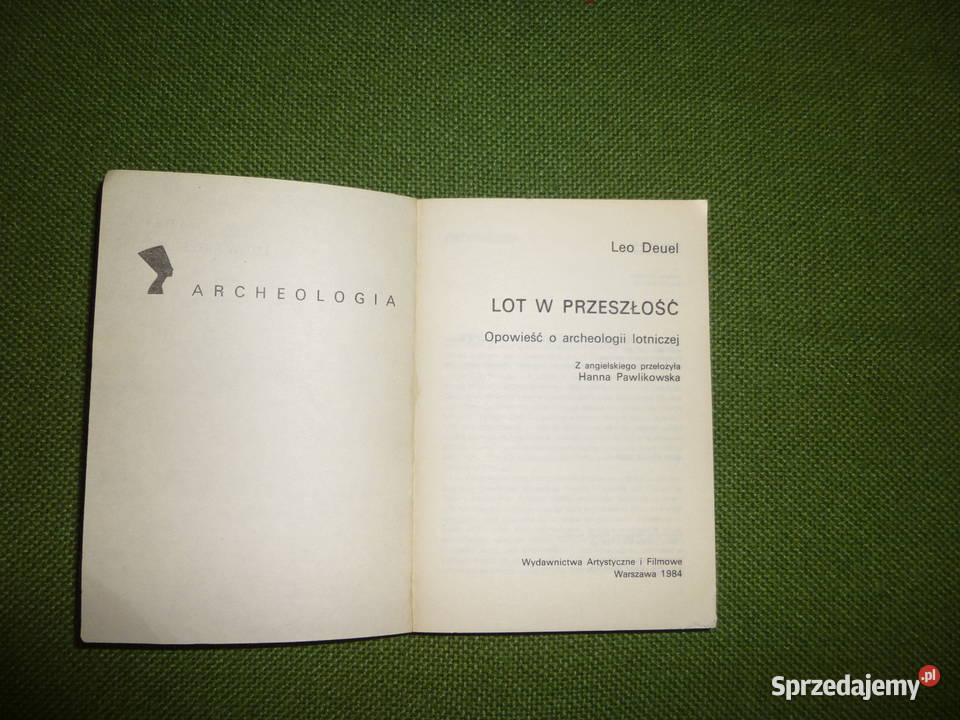 ARCHEOLOGIA
Leo Deuel
LOT W PRZESZŁOŚĆ
Opowieść o archeologii lotniczej
Z angielskiego przełożyła
Hanna Pawlikowska
Wydawnictwa Artystyczne i Filmowe
Warszawa 1984
Sprzedajemy.pl